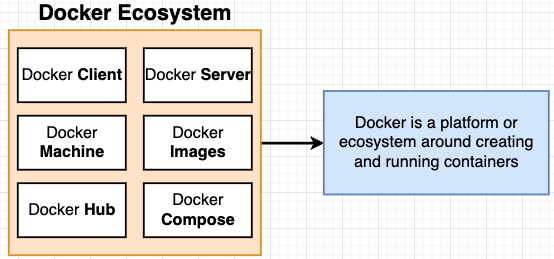 Docker Ecosystem
Docker Client
Docker Server
Docker
Machine
Docker
Images
Docker Hub
Docker
Compose
Docker is a platform or
ecosystem around creating
and running containers